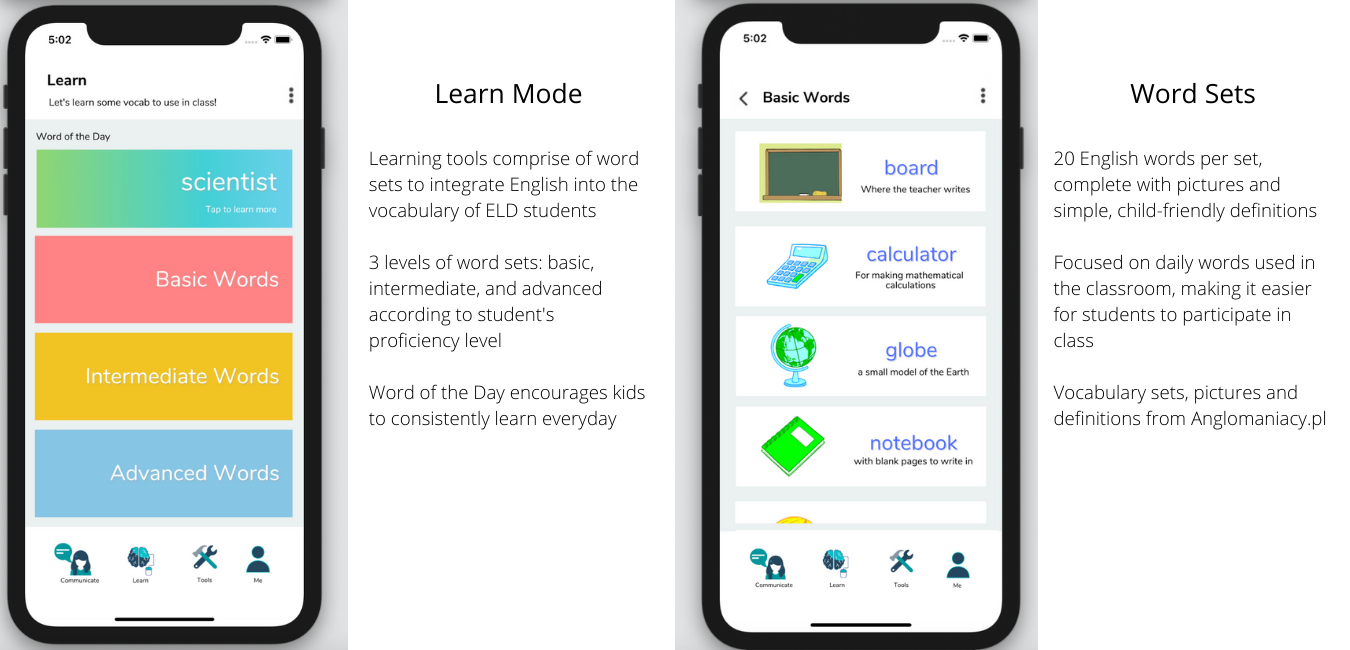 5:02
Learn
Let's learn some vocab to use in class!
Word of the Day
scientist
Tap to learn more
Basic Words
Intermediate Words
Advanced Words
Communicate
Learn
Tools
Me
Learn Mode
Learning tools comprise of word
sets to integrate English into the
vocabulary of ELD students
3 levels of word sets: basic,
intermediate, and advanced
according to student's
proficiency level
Word of the Day encourages kids
to consistently learn everyday
5:02
Basic Words
board
Where the teacher writes
calculator
For making mathematical
calculations
globe
a small model of the Earth
notebook
with blank pages to write in
Communicate
Learn
Tools
Me
Word Sets
20 English words per set,
complete with pictures and
simple, child-friendly definitions
Focused on daily words used in
the classroom, making it easier
for students to participate in
class
Vocabulary sets, pictures and
definitions from Anglomaniacy.pl